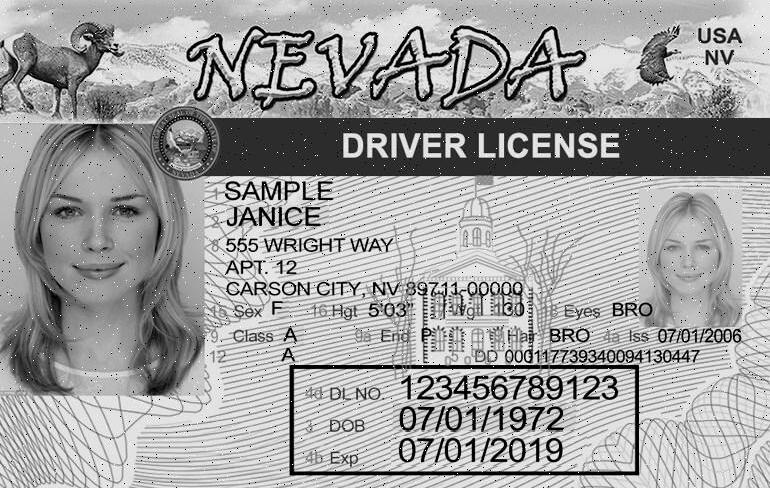 NEVADA
USA
NV
DRIVER LICENSE
1 SAMPLE
2 JANICE
8 555 WRIGHT WAY
APT. 12
CARSON CITY, NV 89711-00000
15 Sex F 16 Hgt 5'03" 17 Wgt 130 18 Eyes BRO
9 Class A 9a End P 19 Hair BRO 4a Iss 07/01/2006
12 A 5 DD 0001177393400941304​47
4d DL NO. 123456789123
3 DOB 07/01/1972
4b Exp 07/01/2019